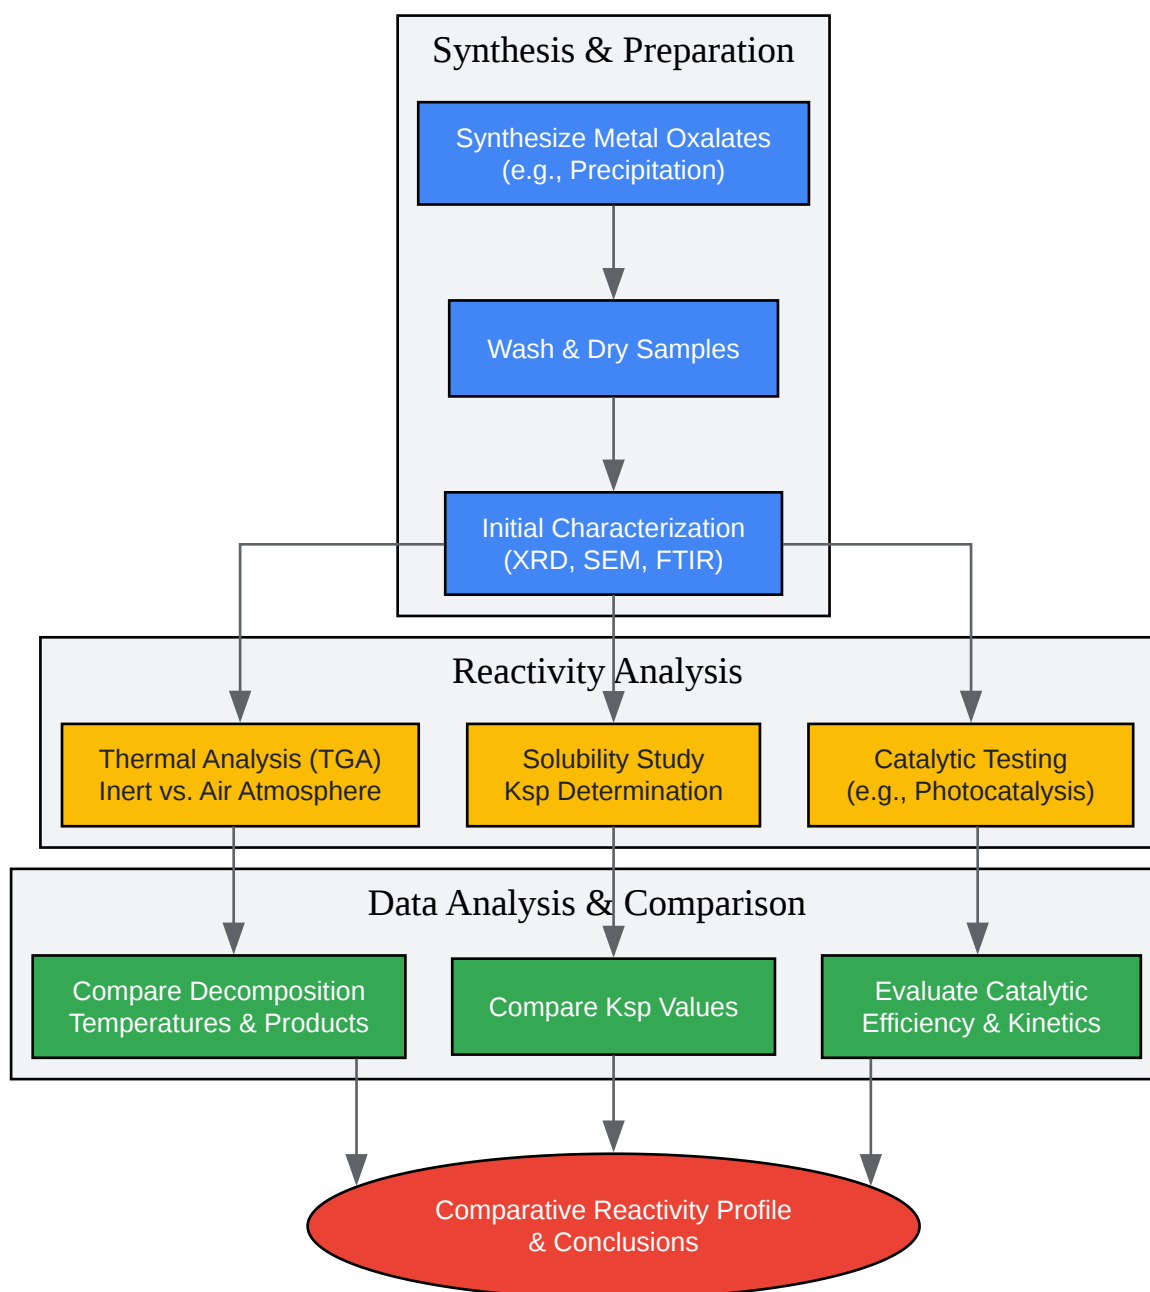 Synthesis & Preparation
Synthesize Metal Oxalates
(e.g., Precipitation)
Wash & Dry Samples
Initial Characterization
(XRD, SEM, FTIR)
Reactivity Analysis
Thermal Analysis (TGA)
Inert vs. Air Atmosphere
Solubility Study
Ksp Determination
Catalytic Testing
(e.g., Photocatalysis)
Data Analysis & Comparison
Compare Decomposition
Temperatures & Products
Compare Ksp Values
Evaluate Catalytic
Efficiency & Kinetics
Comparative Reactivity Profile
& Conclusions